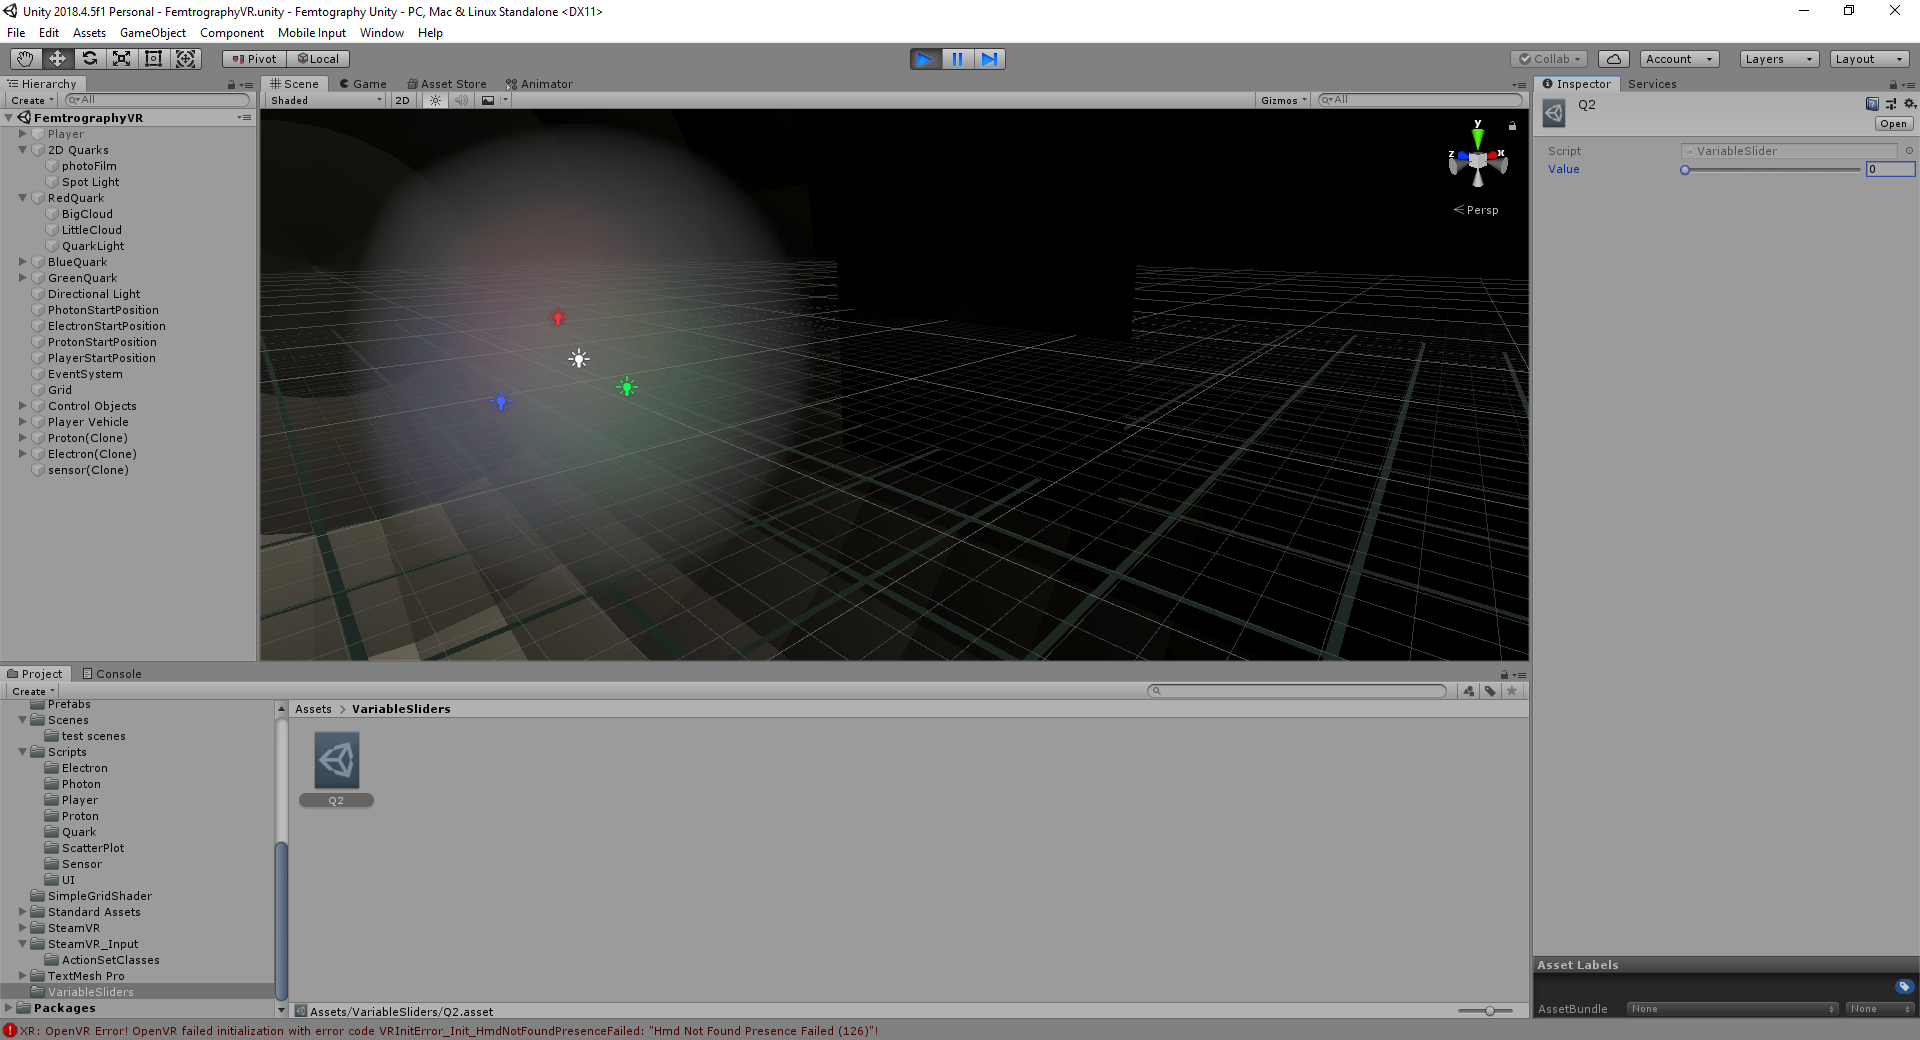 Unity 2018.4.5f1 Personal - FemtrographyVR.unity - Femtography Unity - PC, Mac & Linux Standalone <DX11>
File Edit Assets GameObject Component Mobile Input Window Help
Pivot Local Collab Account Layers Layout
Hierarchy
Create All
FemtrographyVR
Player
2D Quarks
photoFilm
Spot Light
RedQuark
BigCloud
LittleCloud
QuarkLight
BlueQuark
GreenQuark
Directional Light
PhotonStartPosition
ElectronStartPosition
ProtonStartPosition
PlayerStartPosition
EventSystem
Grid
Control Objects
Player Vehicle
Proton(Clone)
Electron(Clone)
sensor(Clone)
Scene Game Asset Store Animator
Shaded 2D Gizmos All
y
z x
Persp
Inspector Services
Q2
Open
Script VariableSlider
Value 0
Project Console
Create
Prefabs
Scenes
test scenes
Scripts
Electron
Photon
Player
Proton
Quark
ScatterPlot
Sensor
UI
SimpleGridShader
Standard Assets
SteamVR
SteamVR_Input
ActionSetClasses
TextMesh Pro
VariableSliders
Packages
Assets > VariableSliders
Q2
Assets/VariableSliders/Q2.asset
Asset Labels
AssetBundle None None
XR: OpenVR Error! OpenVR failed initialization with error code VRInitError_Init_HmdNotFoundPresenceFailed: "Hmd Not Found Presence Failed (126)"!